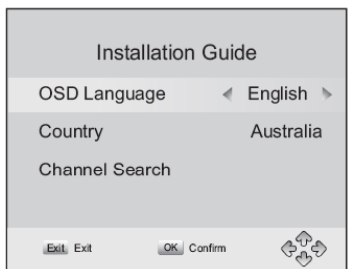 Installation Guide
OSD Language English
Country Australia
Channel Search
Exit Exit OK Confirm